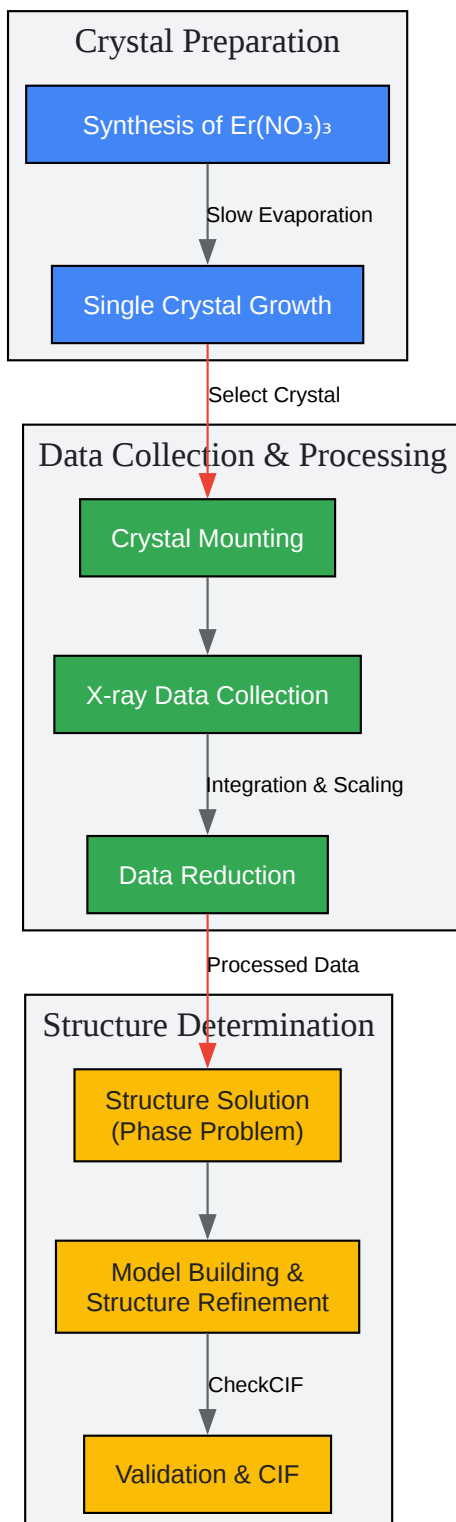 Crystal Preparation
Synthesis of Er(NO₃)₃
Slow Evaporation
Single Crystal Growth
Select Crystal
Data Collection & Processing
Crystal Mounting
X-ray Data Collection
Integration & Scaling
Data Reduction
Processed Data
Structure Determination
Structure Solution
(Phase Problem)
Model Building &
Structure Refinement
CheckCIF
Validation & CIF